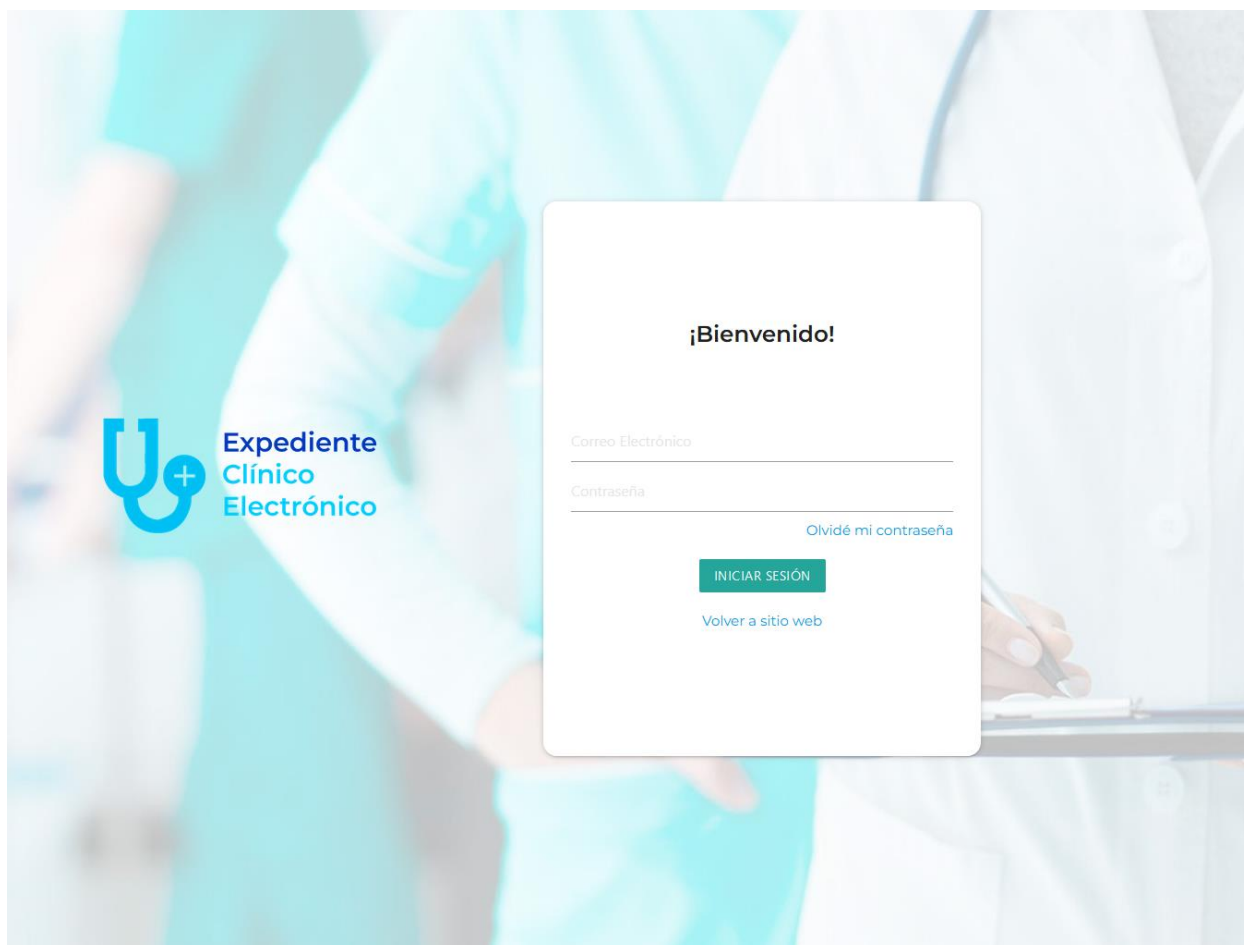 ¡Bienvenido!
Expediente
Clínico
Electrónico
Correo Electrónico
Contraseña
Olvidé mi contraseña
INICIAR SESIÓN
Volver a sitio web